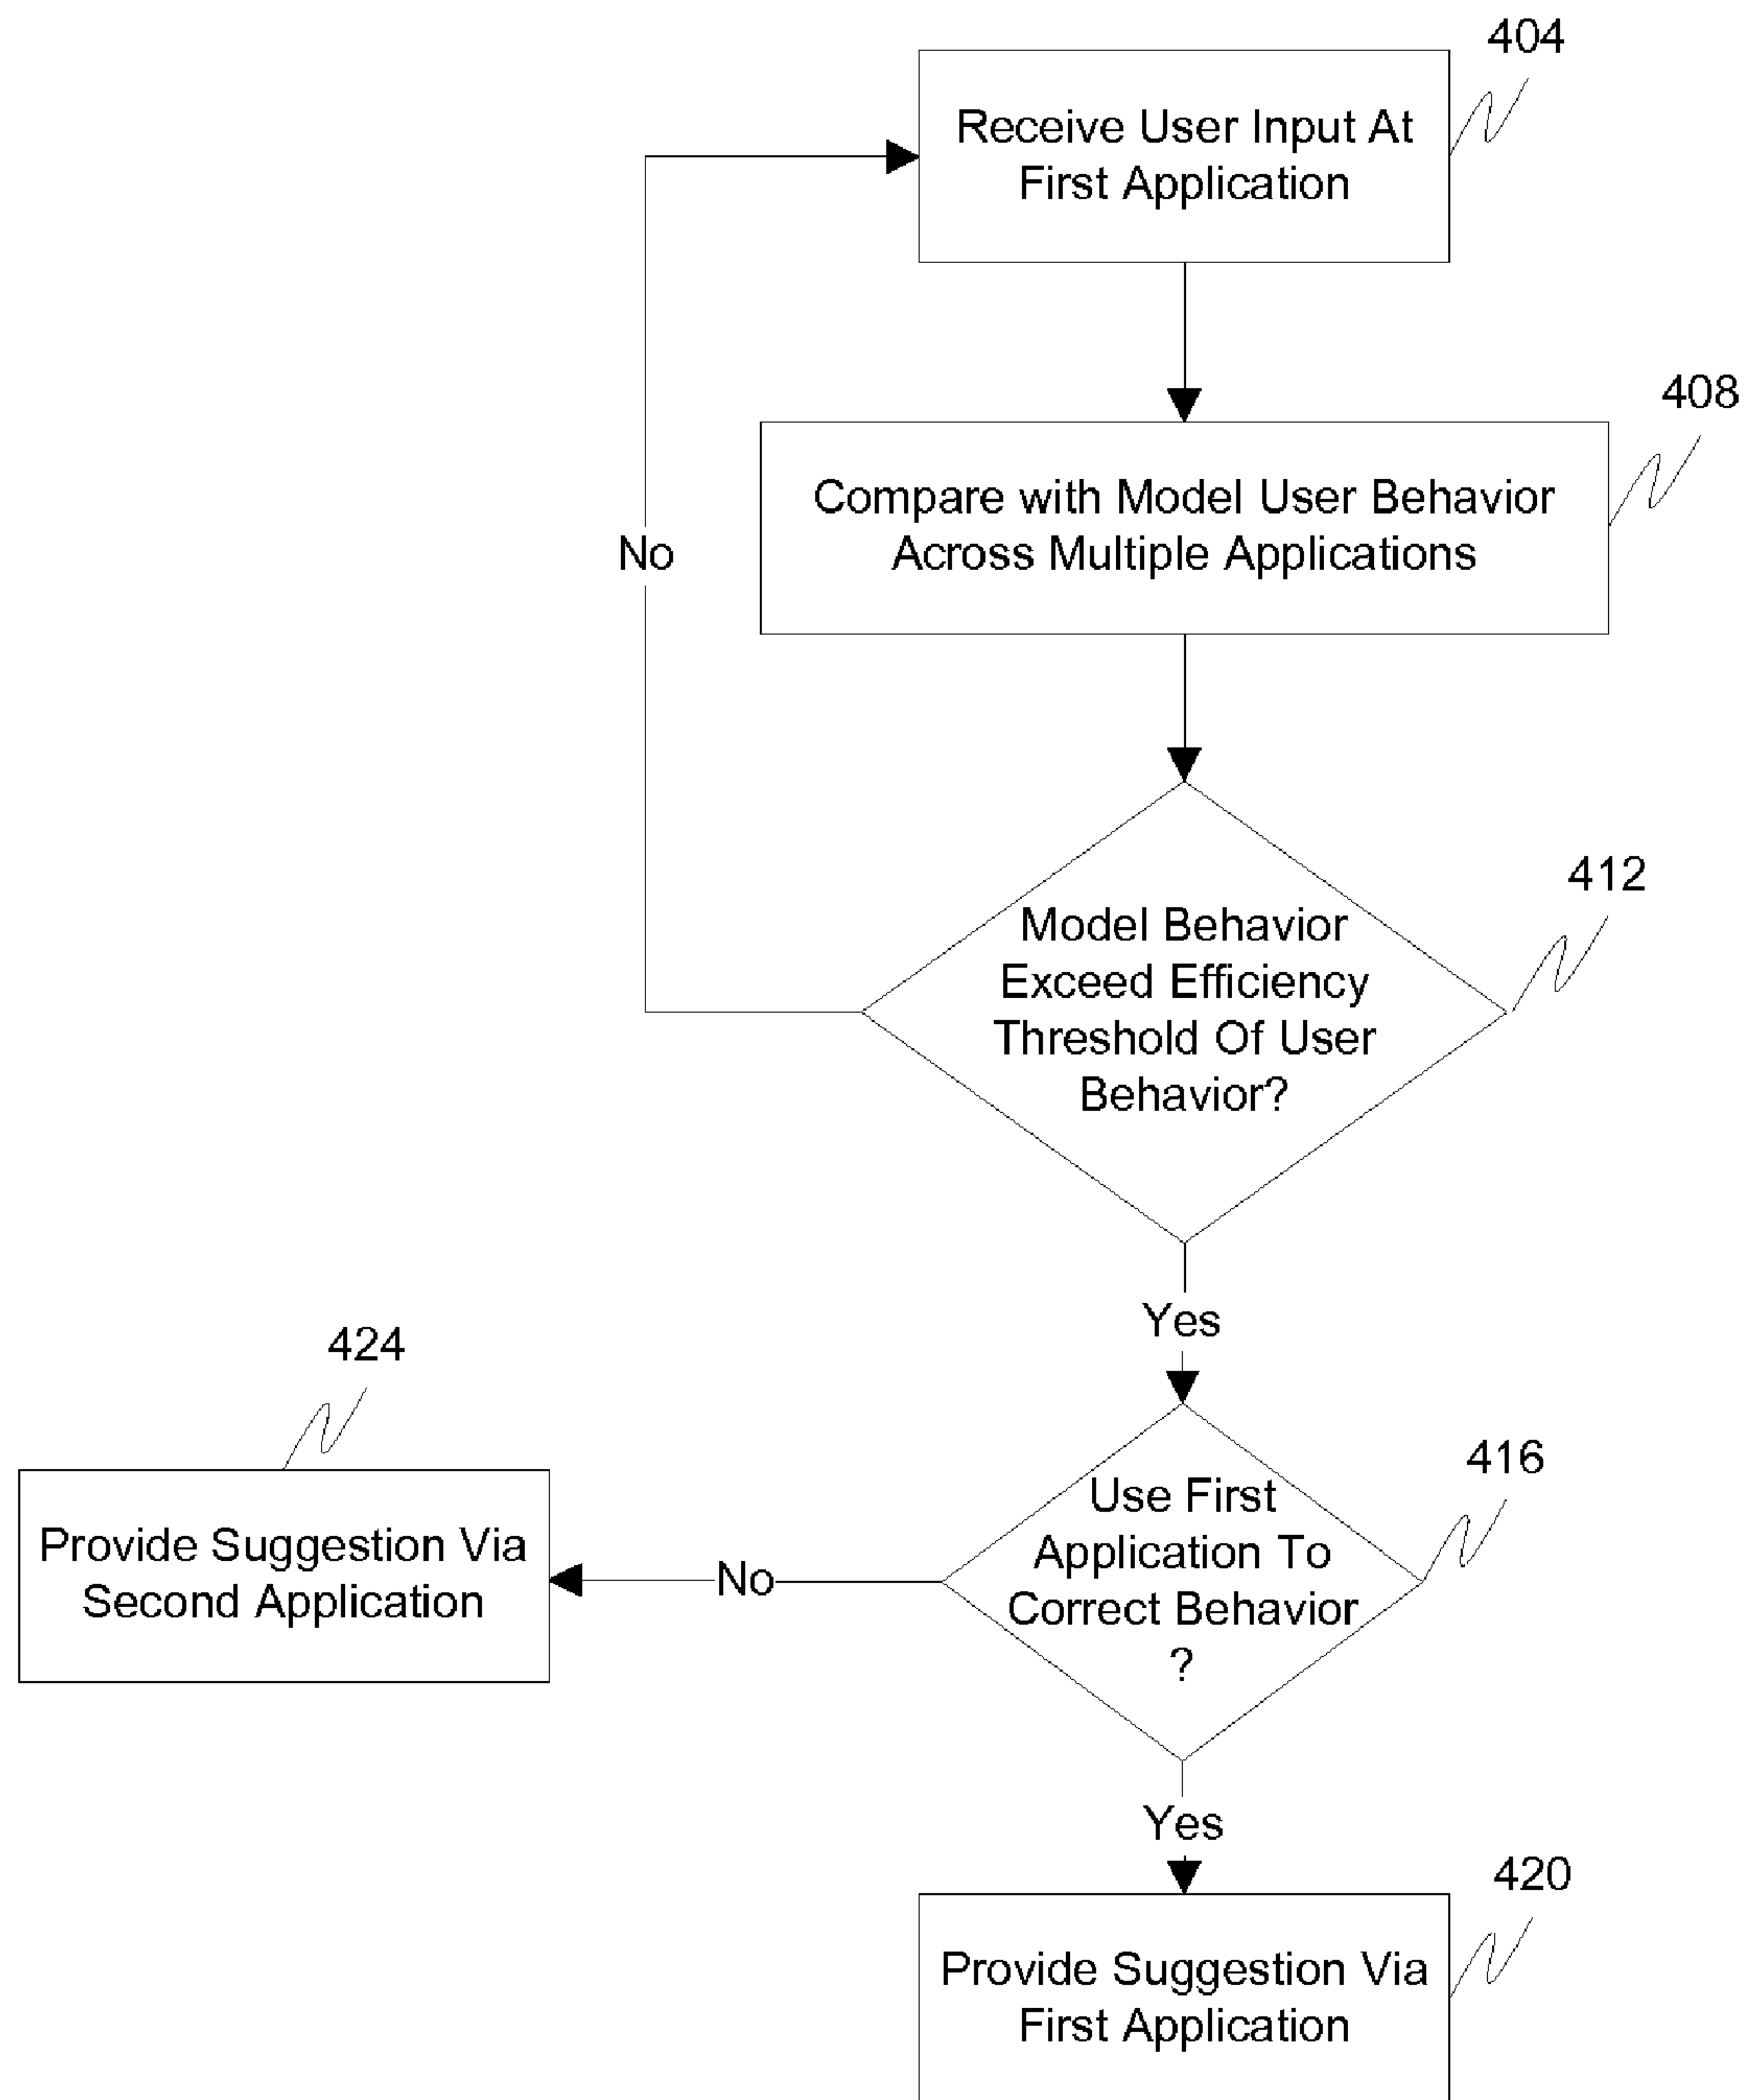 404
Receive User Input At
First Application
408
Compare with Model User Behavior
Across Multiple Applications
No
412
Model Behavior
Exceed Efficiency
Threshold Of User
Behavior?
Yes
424
416
Provide Suggestion Via
Second Application
No
Use First
Application To
Correct Behavior
?
Yes
420
Provide Suggestion Via
First Application